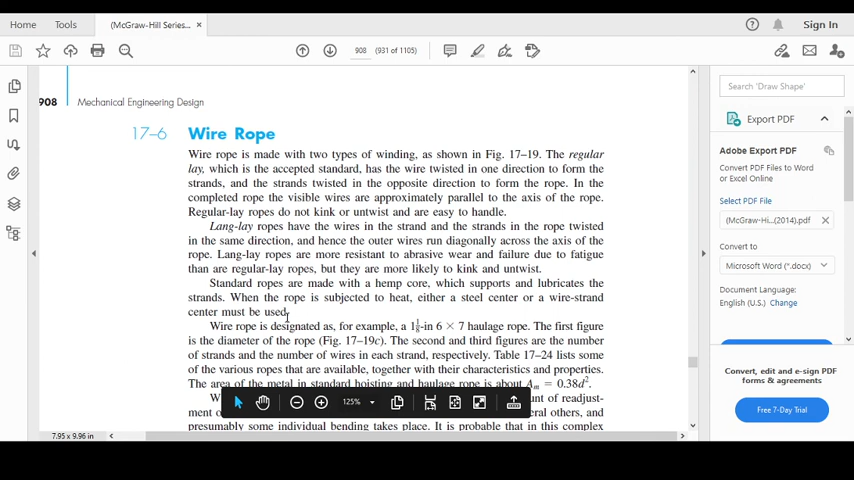 Home Tools (McGraw-Hill Series... × Sign In
908 (931 of 1105)
908 Mechanical Engineering Design
17–6 Wire Rope
Wire rope is made with two types of winding, as shown in Fig. 17–19. The regular
lay, which is the accepted standard, has the wire twisted in one direction to form the
strands, and the strands twisted in the opposite direction to form the rope. In the
completed rope the visible wires are approximately parallel to the axis of the rope.
Regular-lay ropes do not kink or untwist and are easy to handle.
Lang-lay ropes have the wires in the strand and the strands in the rope twisted
in the same direction, and hence the outer wires run diagonally across the axis of the
rope. Lang-lay ropes are more resistant to abrasive wear and failure due to fatigue
than are regular-lay ropes, but they are more likely to kink and untwist.
Standard ropes are made with a hemp core, which supports and lubricates the
strands. When the rope is subjected to heat, either a steel center or a wire-strand
center must be used.
Wire rope is designated as, for example, a 1 1/8-in 6 × 7 haulage rope. The first figure
is the diameter of the rope (Fig. 17–19c). The second and third figures are the number
of strands and the number of wires in each strand, respectively. Table 17–24 lists some
of the various ropes that are available, together with their characteristics and properties.
The area of the metal in standard hoisting and haulage rope is about Am = 0.38d².
W unt of readjust-
ment o eral others, and
presumably some individual bending takes place. It is probable that in this complex
125%
7.95 x 9.96 in
Search 'Draw Shape'
Export PDF
Adobe Export PDF
Convert PDF Files to Word
or Excel Online
Select PDF File
(McGraw-Hi...(2014).pdf ×
Convert to
Microsoft Word (*.docx)
Document Language:
English (U.S.) Change
Convert, edit and e-sign PDF
forms & agreements
Free 7-Day Trial